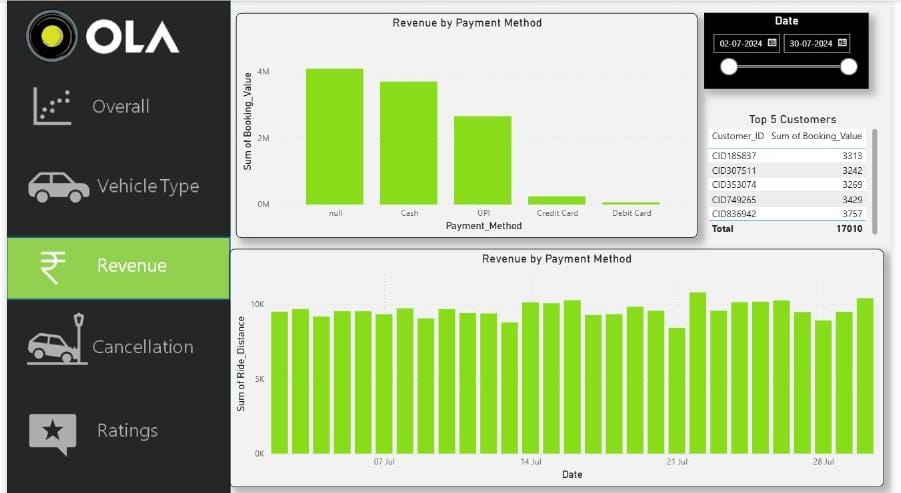 OLA
Overall
Vehicle Type
Revenue
Cancellation
Ratings
Revenue by Payment Method
Sum of Booking_Value
4M
2M
0M
null Cash UPI Credit Card Debit Card
Payment_Method
Date
02-07-2024 30-07-2024
Top 5 Customers
Customer_ID Sum of Booking_Value
CID185837 3313
CID307511 3242
CID353074 3269
CID749265 3429
CID836942 3757
Total 17010
Revenue by Payment Method
Sum of Ride_Distance
10K
5K
0K
07 Jul 14 Jul 21 Jul 28 Jul
Date